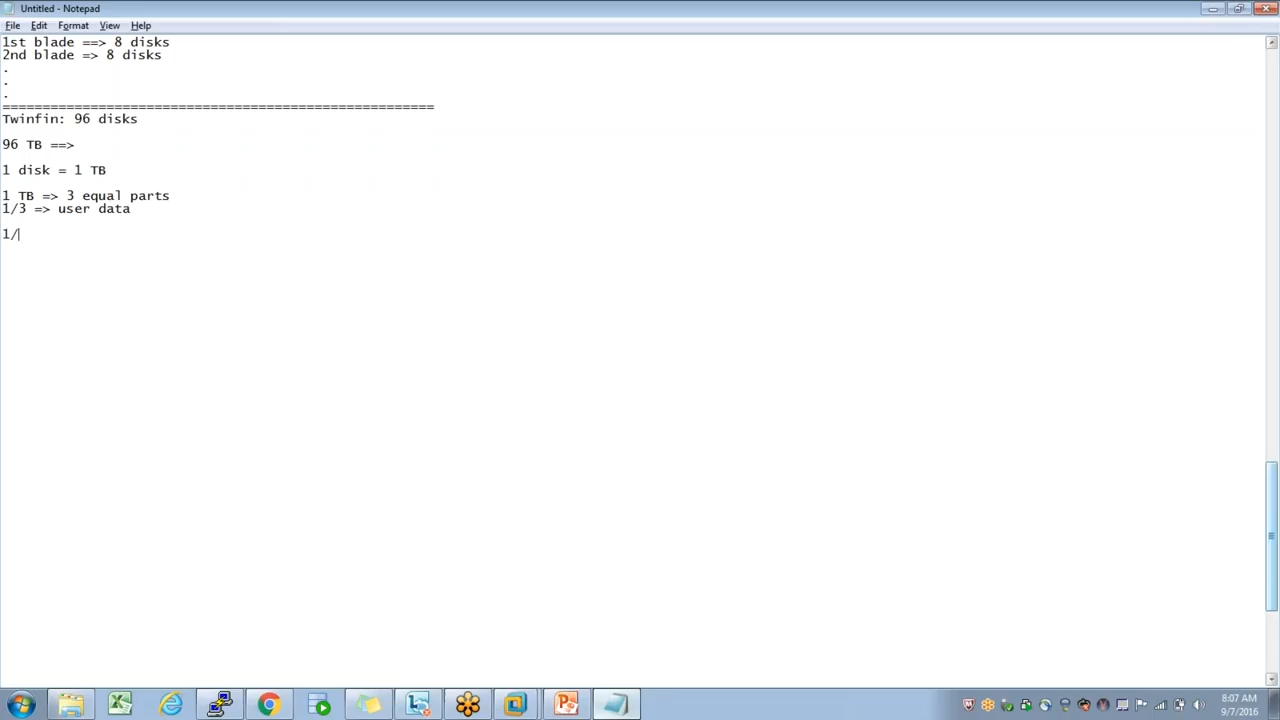 Untitled - Notepad
File Edit Format View Help
1st blade ==> 8 disks
2nd blade => 8 disks
.
.
.
======================================================
Twinfin: 96 disks
96 TB ==>
1 disk = 1 TB
1 TB => 3 equal parts
1/3 => user data
1/
8:07 AM
9/7/2016